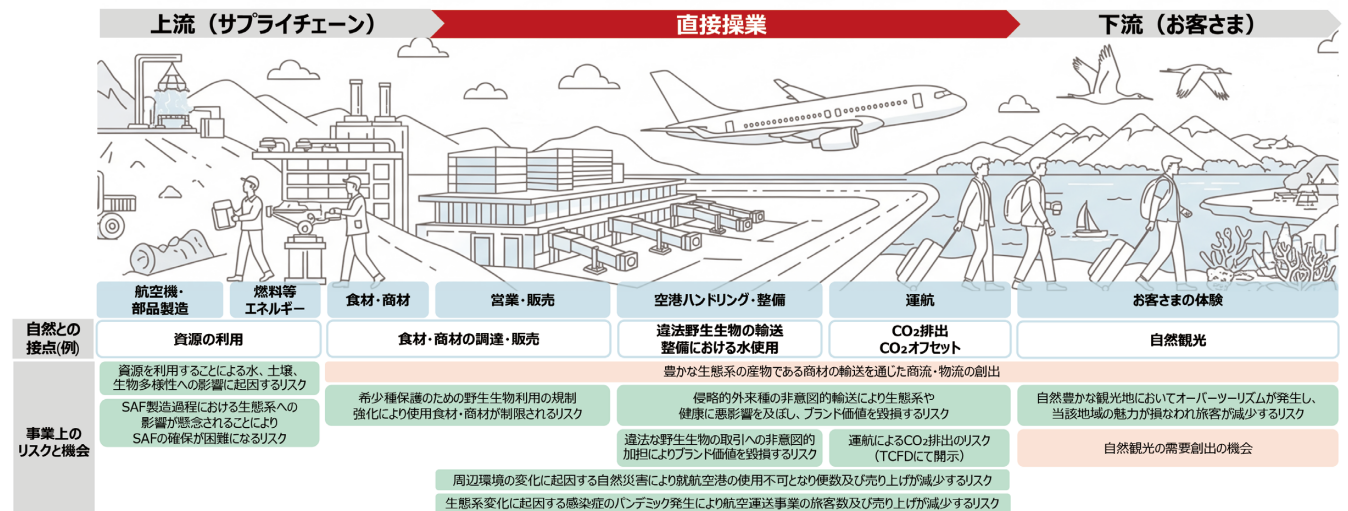 上流（サプライチェーン）
直接操業
下流（お客さま）
航空機・
部品製造
燃料等
エネルギー
食材・商材
営業・販売
空港ハンドリング・整備
運航
お客さまの体験
自然との
接点(例)
資源の利用
食材・商材の調達・販売
違法野生生物の輸送
整備における水使用
CO₂排出
CO₂オフセット
自然観光
事業上の
リスクと機会
資源を利用することによる水、土壌、
生物多様性への影響に起因するリスク
豊かな生態系の産物である商材の輸送を通じた商流・物流の創出
SAF製造過程における生態系への
影響が懸念されることにより
SAFの確保が困難になるリスク
希少種保護のための野生生物利用の規制
強化により使用食材・商材が制限されるリスク
侵略的外来種の非意図的輸送により生態系や
健康に悪影響を及ぼし、ブランド価値を毀損するリスク
自然豊かな観光地においてオーバーツーリズムが発生し、
当該地域の魅力が損なわれ旅客が減少するリスク
違法な野生生物の取引への非意図的
加担によりブランド価値を毀損するリスク
運航によるCO₂排出のリスク
（TCFDにて開示）
自然観光の需要創出の機会
周辺環境の変化に起因する自然災害により就航空港の使用不可となり便数及び売り上げが減少するリスク
生態系変化に起因する感染症のパンデミック発生により航空運送事業の旅客数及び売り上げが減少するリスク